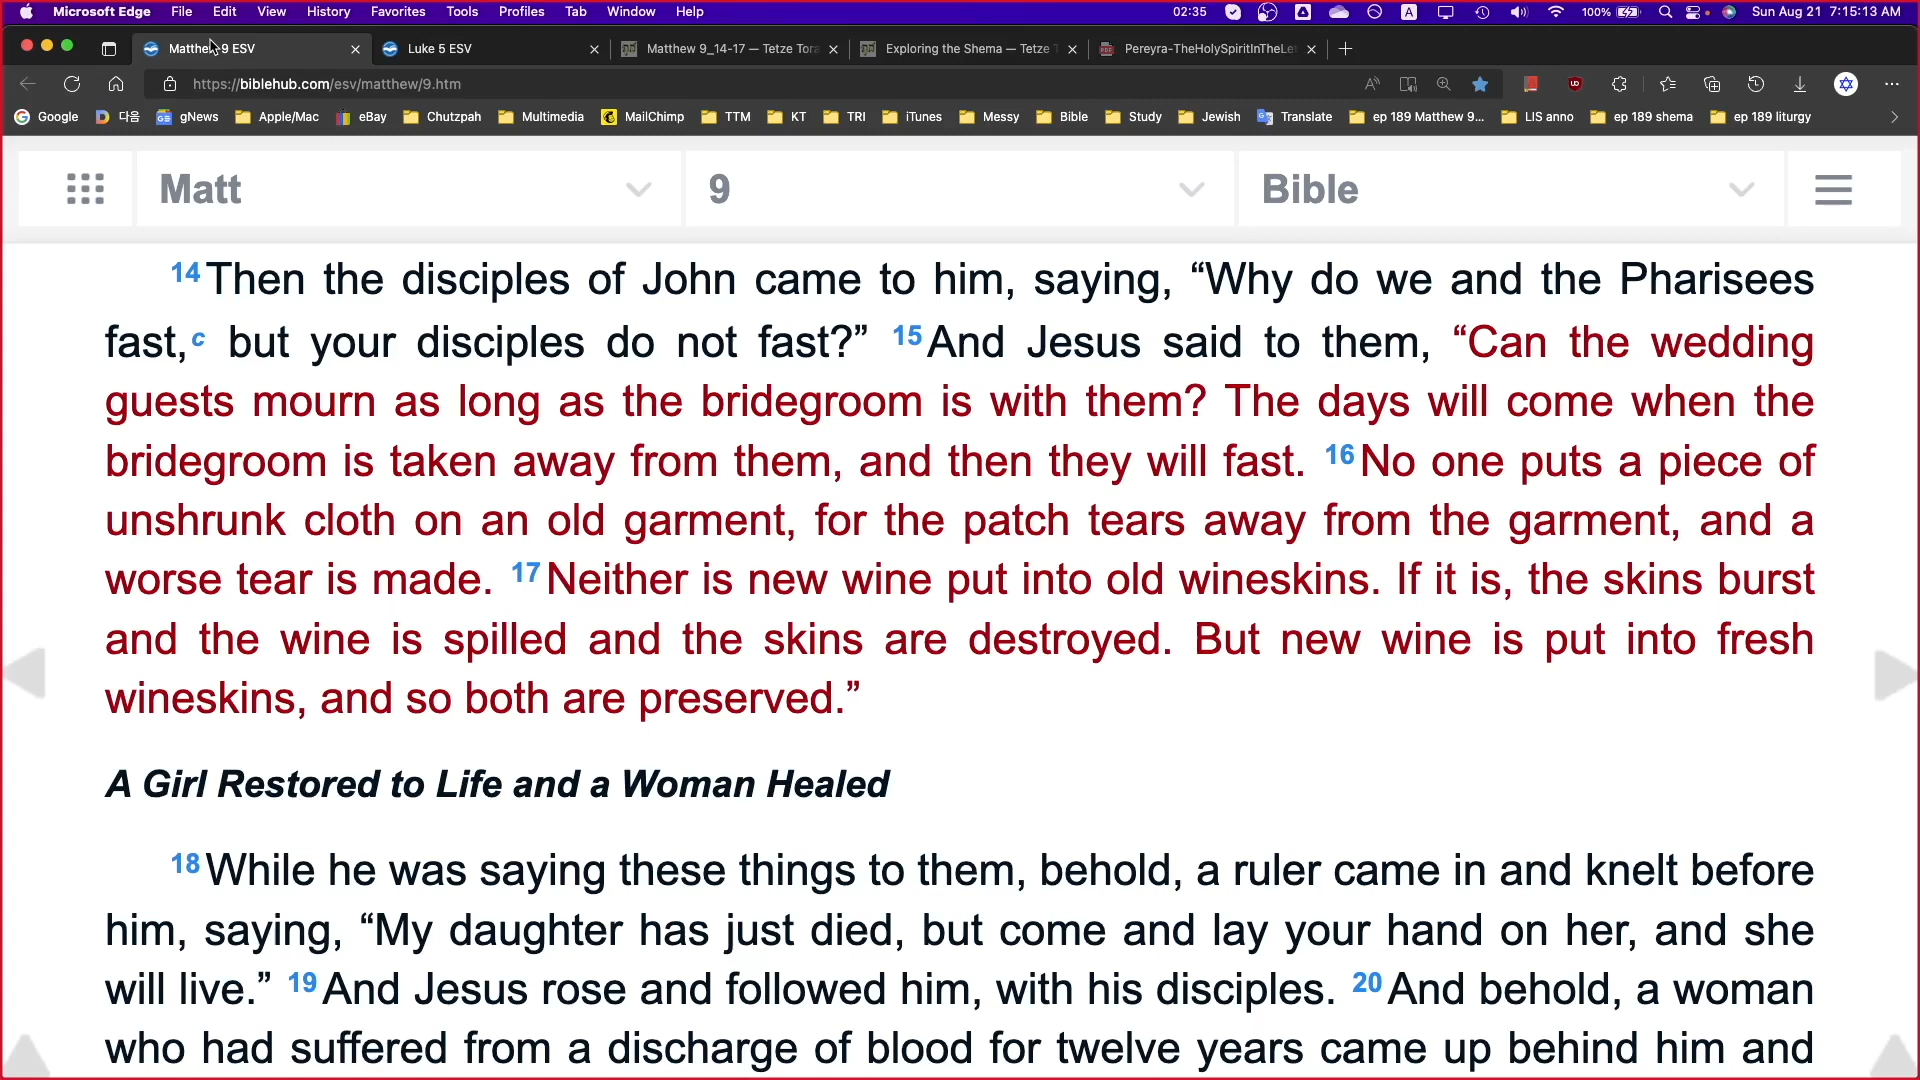 Microsoft Edge File Edit View History Favorites Tools Profiles Tab Window Help 02:35 A 100% Sun Aug 21 7:15:13 AM
Matthew 9 ESV Luke 5 ESV Matthew 9_14-17 — Tetze Tora Exploring the Shema — Tetze T Pereyra-TheHolySpiritInTheLet
https://biblehub.com/esv/matthew/9.htm
Google 다음 gNews Apple/Mac eBay Chutzpah Multimedia MailChimp TTM KT TRI iTunes Messy Bible Study Jewish Translate ep 189 Matthew 9... LIS anno ep 189 shema ep 189 liturgy
Matt 9 Bible
14 Then the disciples of John came to him, saying, “Why do we and the Pharisees
fast,c but your disciples do not fast?” 15 And Jesus said to them, “Can the wedding
guests mourn as long as the bridegroom is with them? The days will come when the
bridegroom is taken away from them, and then they will fast. 16 No one puts a piece of
unshrunk cloth on an old garment, for the patch tears away from the garment, and a
worse tear is made. 17 Neither is new wine put into old wineskins. If it is, the skins burst
and the wine is spilled and the skins are destroyed. But new wine is put into fresh
wineskins, and so both are preserved.”
A Girl Restored to Life and a Woman Healed
18 While he was saying these things to them, behold, a ruler came in and knelt before
him, saying, “My daughter has just died, but come and lay your hand on her, and she
will live.” 19 And Jesus rose and followed him, with his disciples. 20 And behold, a woman
who had suffered from a discharge of blood for twelve years came up behind him and